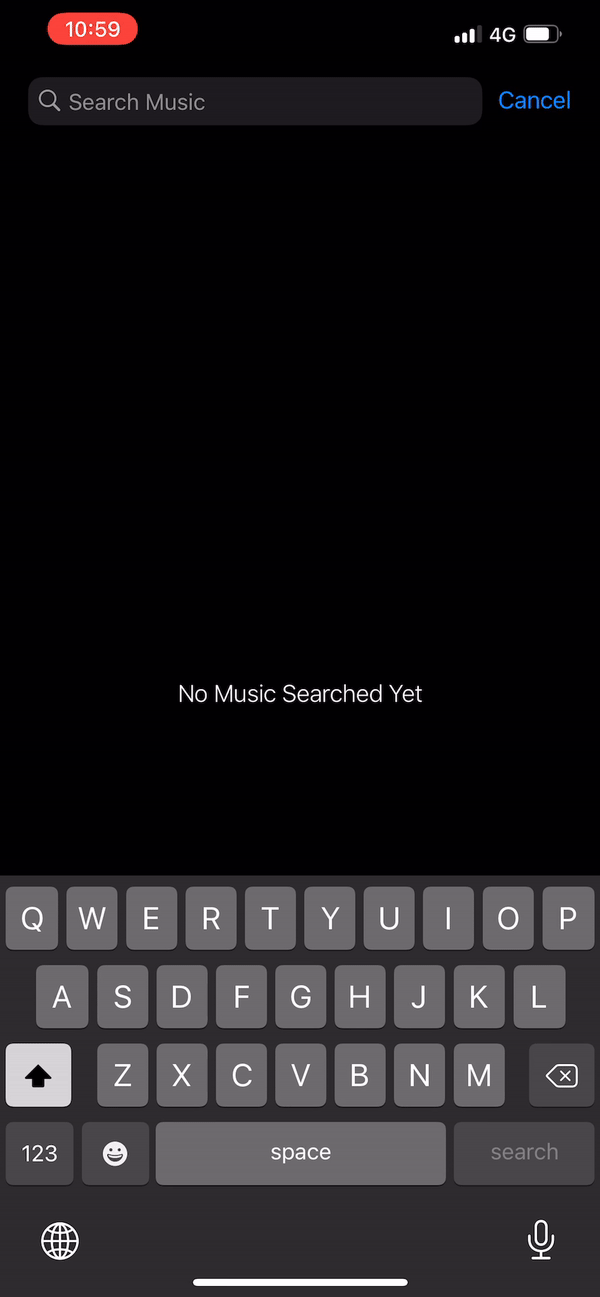 10:59 4G
Search Music Cancel
No Music Searched Yet
Q W E R T Y U I O P
A S D F G H J K L
Z X C V B N M
123 space search